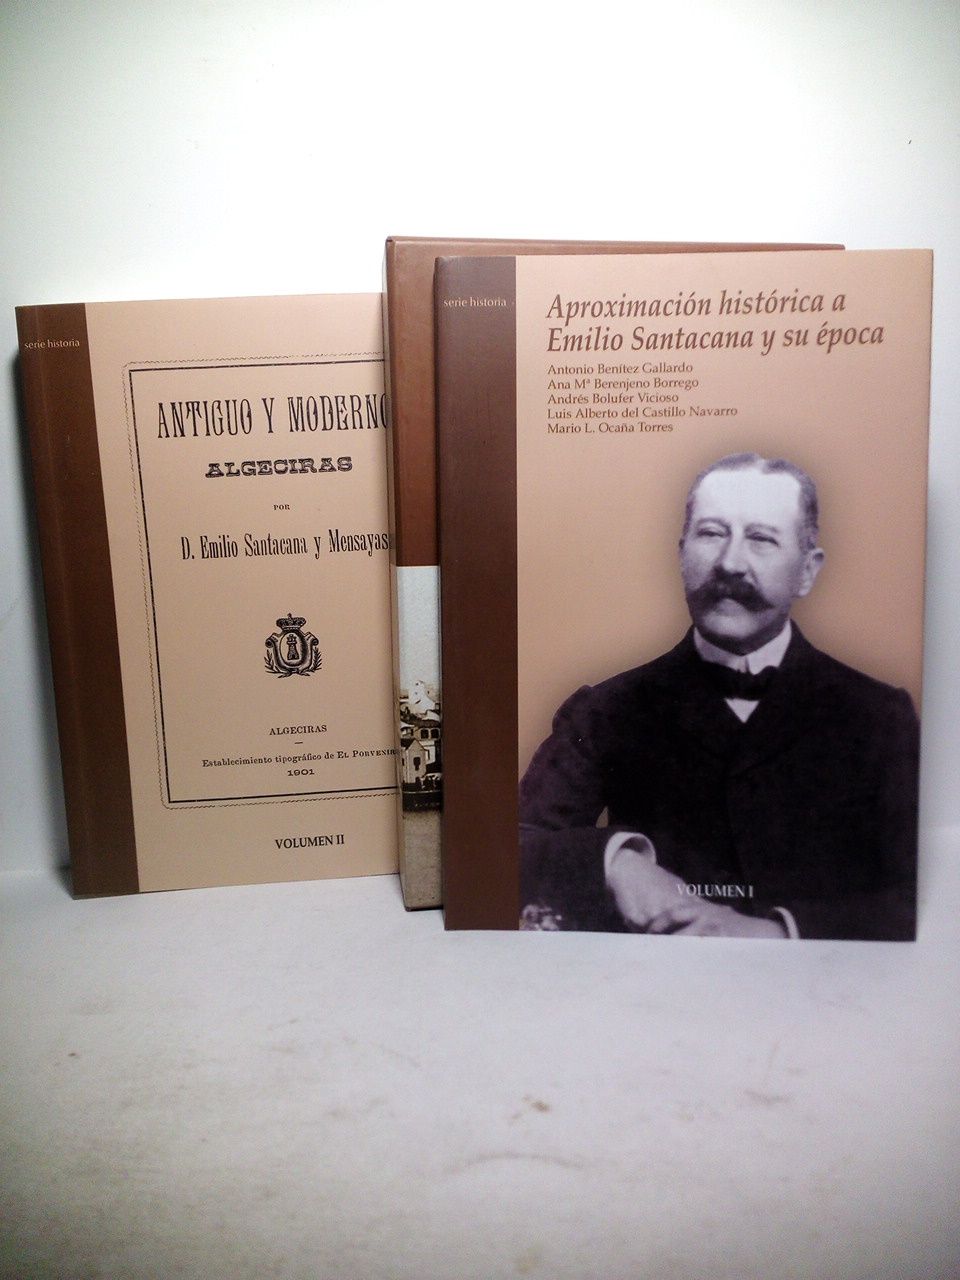 serie historia
ANTIGUO Y MODERNO
ALGECIRAS
POR
D. Emilio Santacana y Mensayas
ALGECIRAS
Establecimiento tipográfico de EL PORVENIR
1901
VOLUMEN II
serie historia
Aproximación histórica a
Emilio Santacana y su época
Antonio Benítez Gallardo
Ana Mª Berenjeno Borrego
Andrés Bolufer Vicioso
Luis Alberto del Castillo Navarro
Mario L. Ocaña Torres
VOLUMEN I